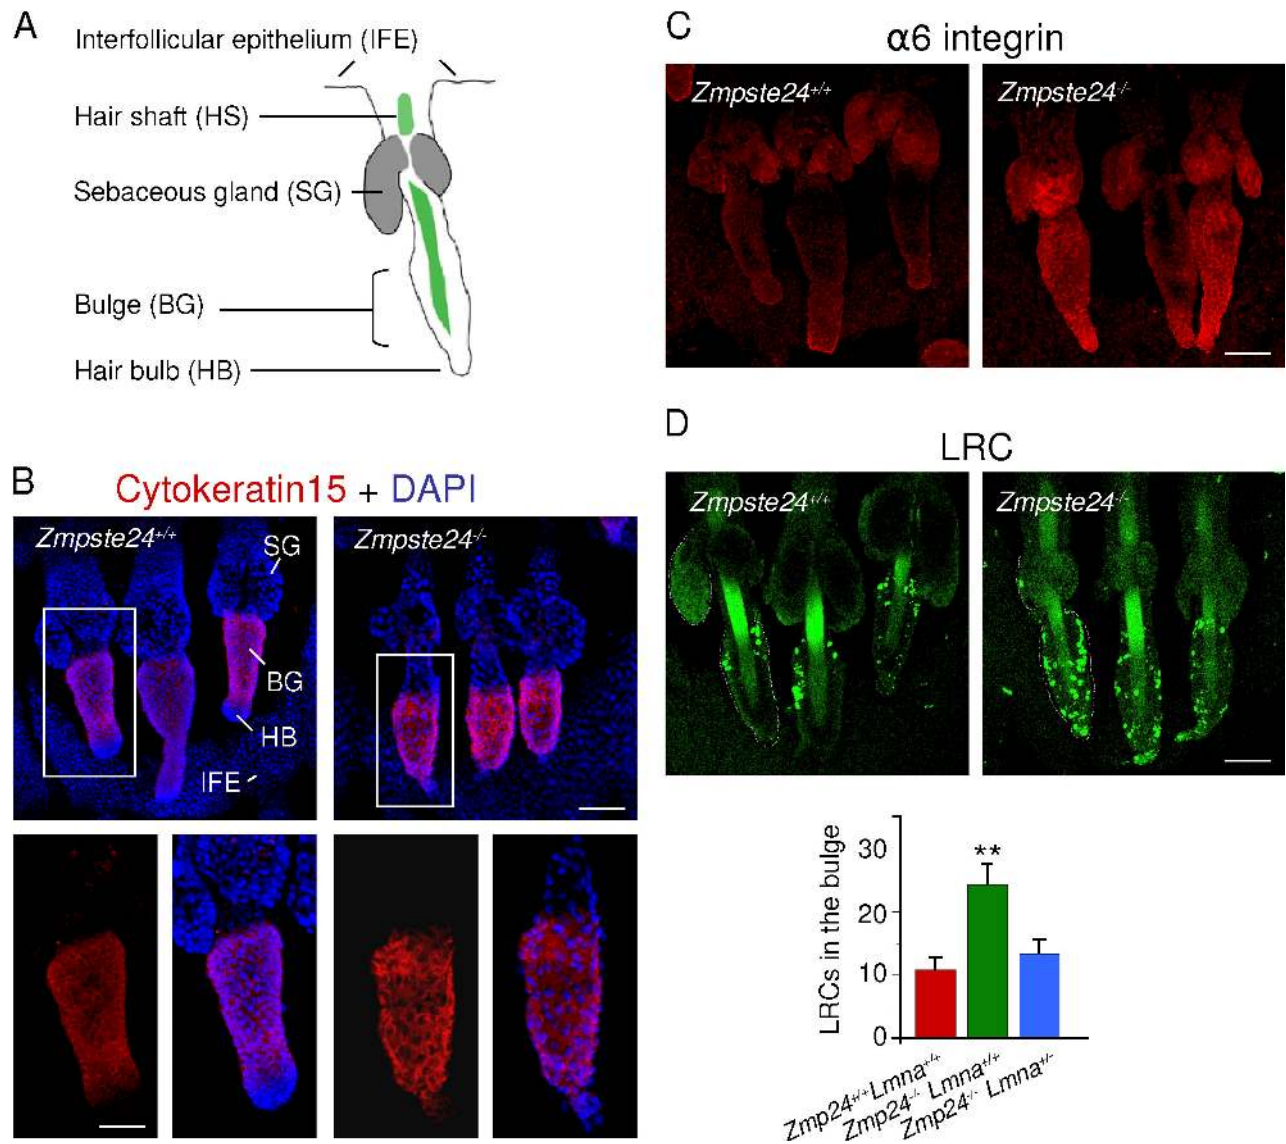 A
Interfollicular epithelium (IFE)
Hair shaft (HS)
Sebaceous gland (SG)
Bulge (BG)
Hair bulb (HB)
B
Cytokeratin15 + DAPI
Zmpste24+/+
SG
BG
HB
IFE
Zmpste24-/-
C
α6 integrin
Zmpste24+/+
Zmpste24-/-
D
LRC
Zmpste24+/+
Zmpste24-/-
LRCs in the bulge
30
20
10
0
**
Zmp24+/+Lmna+/+
Zmp24-/- Lmna+/+
Zmp24-/- Lmna+/-